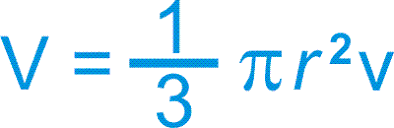 V = 1/3 πr²v